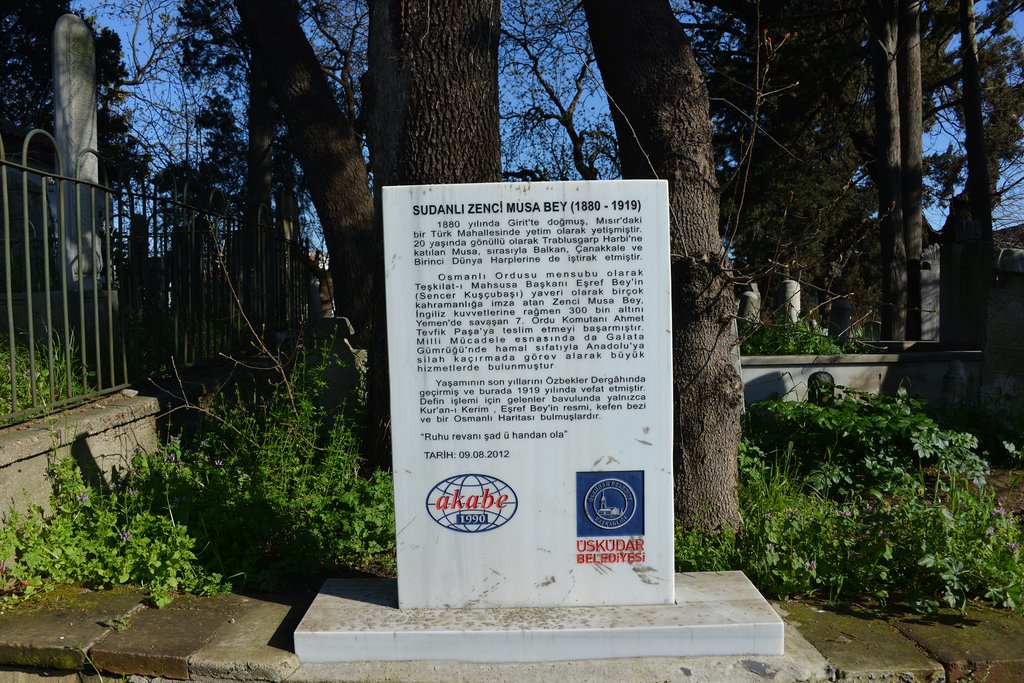 SUDANLI ZENCİ MUSA BEY (1880 - 1919)
1880 yılında Girit'te doğmuş, Mısır'daki
bir Türk Mahallesinde yetim olarak yetişmiştir.
20 yaşında gönüllü olarak Trablusgarp Harbi'ne
katılan Musa, sırasıyla Balkan, Çanakkale ve
Birinci Dünya Harplerine de iştirak etmiştir.
Osmanlı Ordusu mensubu olarak
Teşkilat-ı Mahsusa Başkanı Eşref Bey'in
(Sencer Kuşçubaşı) yaveri olarak birçok
kahramanlığa imza atan Zenci Musa Bey,
İngiliz kuvvetlerine rağmen 300 bin altını
Yemen'de savaşan 7. Ordu Komutanı Ahmet
Tevfik Paşa'ya teslim etmeyi başarmıştır.
Milli Mücadele esnasında da Galata
Gümrüğü'nde hamal sıfatıyla Anadolu'ya
silah kaçırmada görev alarak büyük
hizmetlerde bulunmuştur
Yaşamının son yıllarını Özbekler Dergâhında
geçirmiş ve burada 1919 yılında vefat etmiştir.
Defin işlemi için gelenler bavulunda yalnızca
Kur'an-ı Kerim , Eşref Bey'in resmi, kefen bezi
ve bir Osmanlı Haritası bulmuşlardır.
"Ruhu revanı şad ü handan ola"
TARİH: 09.08.2012
akabe
1990
ÜSKÜDAR
BELEDİYESİ